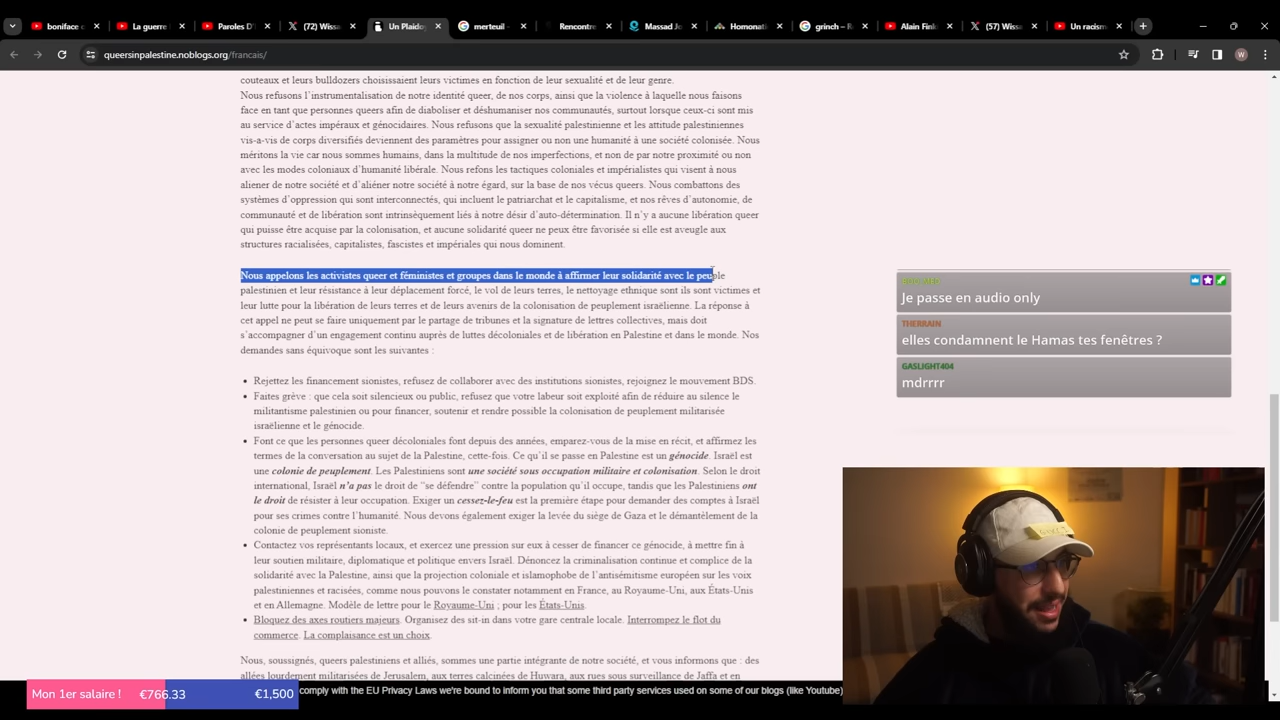 boniface c
La guerre
Paroles D'
(72) Wissa
Un Plaido
merteuil -
Rencontre
Massad Jo
Homonati
grinch – R
Alain Fink
(57) Wissa
Un racism
queersinpalestine.noblogs.org/francais/
W
couteaux et leurs bulldozers choisissaient leurs victimes en fonction de leur sexualité et de leur genre.
Nous refusons l'instrumentalisation de notre identité queer, de nos corps, ainsi que la violence à laquelle nous faisons
face en tant que personnes queers afin de diaboliser et déshumaniser nos communautés, surtout lorsque ceux-ci sont mis
au service d'actes impéraux et génocidaires. Nous refusons que la sexualité palestinienne et les attitude palestiniennes
vis-a-vis de corps diversifiés deviennent des paramètres pour assigner ou non une humanité à une société colonisée. Nous
méritons la vie car nous sommes humains, dans la multitude de nos imperfections, et non de par notre proximité ou non
avec les modes coloniaux d'humanité libérale. Nous refons les tactiques coloniales et impérialistes qui visent à nous
aliener de notre société et d'aliéner notre société à notre égard, sur la base de nos vécus queers. Nous combattons des
systèmes d'oppression qui sont interconnectés, qui incluent le patriarchat et le capitalisme, et nos rêves d'autonomie, de
communauté et de libération sont intrinsèquement liés à notre désir d'auto-détermination. Il n'y a aucune libération queer
qui puisse être acquise par la colonisation, et aucune solidarité queer ne peux être favorisée si elle est aveugle aux
structures racialisées, capitalistes, fascistes et impériales qui nous dominent.
Nous appelons les activistes queer et féministes et groupes dans le monde à affirmer leur solidarité avec le peuple
palestinien et leur résistance à leur déplacement forcé, le vol de leurs terres, le nettoyage ethnique sont ils sont victimes et
leur lutte pour la libération de leurs terres et de leurs avenirs de la colonisation de peuplement israélienne. La réponse à
cet appel ne peut se faire uniquement par le partage de tribunes et la signature de lettres collectives, mais doit
s'accompagner d'un engagement continu auprès de luttes décoloniales et de libération en Palestine et dans le monde. Nos
demandes sans équivoque sont les suivantes :
Rejettez les financement sionistes, refusez de collaborer avec des institutions sionistes, rejoignez le mouvement BDS.
Faites grève : que cela soit silencieux ou public, refusez que votre labeur soit exploité afin de réduire au silence le
militantisme palestinien ou pour financer, soutenir et rendre possible la colonisation de peuplement militarisée
israélienne et le génocide.
Font ce que les personnes queer décoloniales font depuis des années, emparez-vous de la mise en récit, et affirmez les
termes de la conversation au sujet de la Palestine, cette-fois. Ce qu'il se passe en Palestine est un génocide. Israël est
une colonie de peuplement. Les Palestiniens sont une société sous occupation militaire et colonisation. Selon le droit
international, Israël n'a pas le droit de "se défendre" contre la population qu'il occupe, tandis que les Palestiniens ont
le droit de résister à leur occupation. Exiger un cessez-le-feu est la première étape pour demander des comptes à Israël
pour ses crimes contre l'humanité. Nous devons également exiger la levée du siège de Gaza et le démantèlement de la
colonie de peuplement sioniste.
Contactez vos représentants locaux, et exercez une pression sur eux à cesser de financer ce génocide, à mettre fin à
leur soutien militaire, diplomatique et politique envers Israël. Dénoncez la criminalisation continue et complice de la
solidarité avec la Palestine, ainsi que la projection coloniale et islamophobe de l'antisémitisme européen sur les voix
palestiniennes et racisées, comme nous pouvons le constater notamment en France, au Royaume-Uni, aux États-Unis
et en Allemagne. Modèle de lettre pour le Royaume-Uni ; pour les États-Unis.
Bloquez des axes routiers majeurs. Organisez des sit-in dans votre gare centrale locale. Interrompez le flot du
commerce. La complaisance est un choix.
Nous, soussignés, queers palestiniens et alliés, sommes une partie intégrante de notre société, et vous informons que : des
allées lourdement militarisées de Jerusalem, aux terres calcinées de Huwara, aux rues sous surveillance de Jaffa et en
comply with the EU Privacy Laws we're bound to inform you that some third party services used on some of our blogs (like Youtube)
Je passe en audio only
THERRAIN
elles condamnent le Hamas tes fenêtres ?
GASLIGHT404
mdrrrr
Mon 1er salaire ! €766.33 €1,500